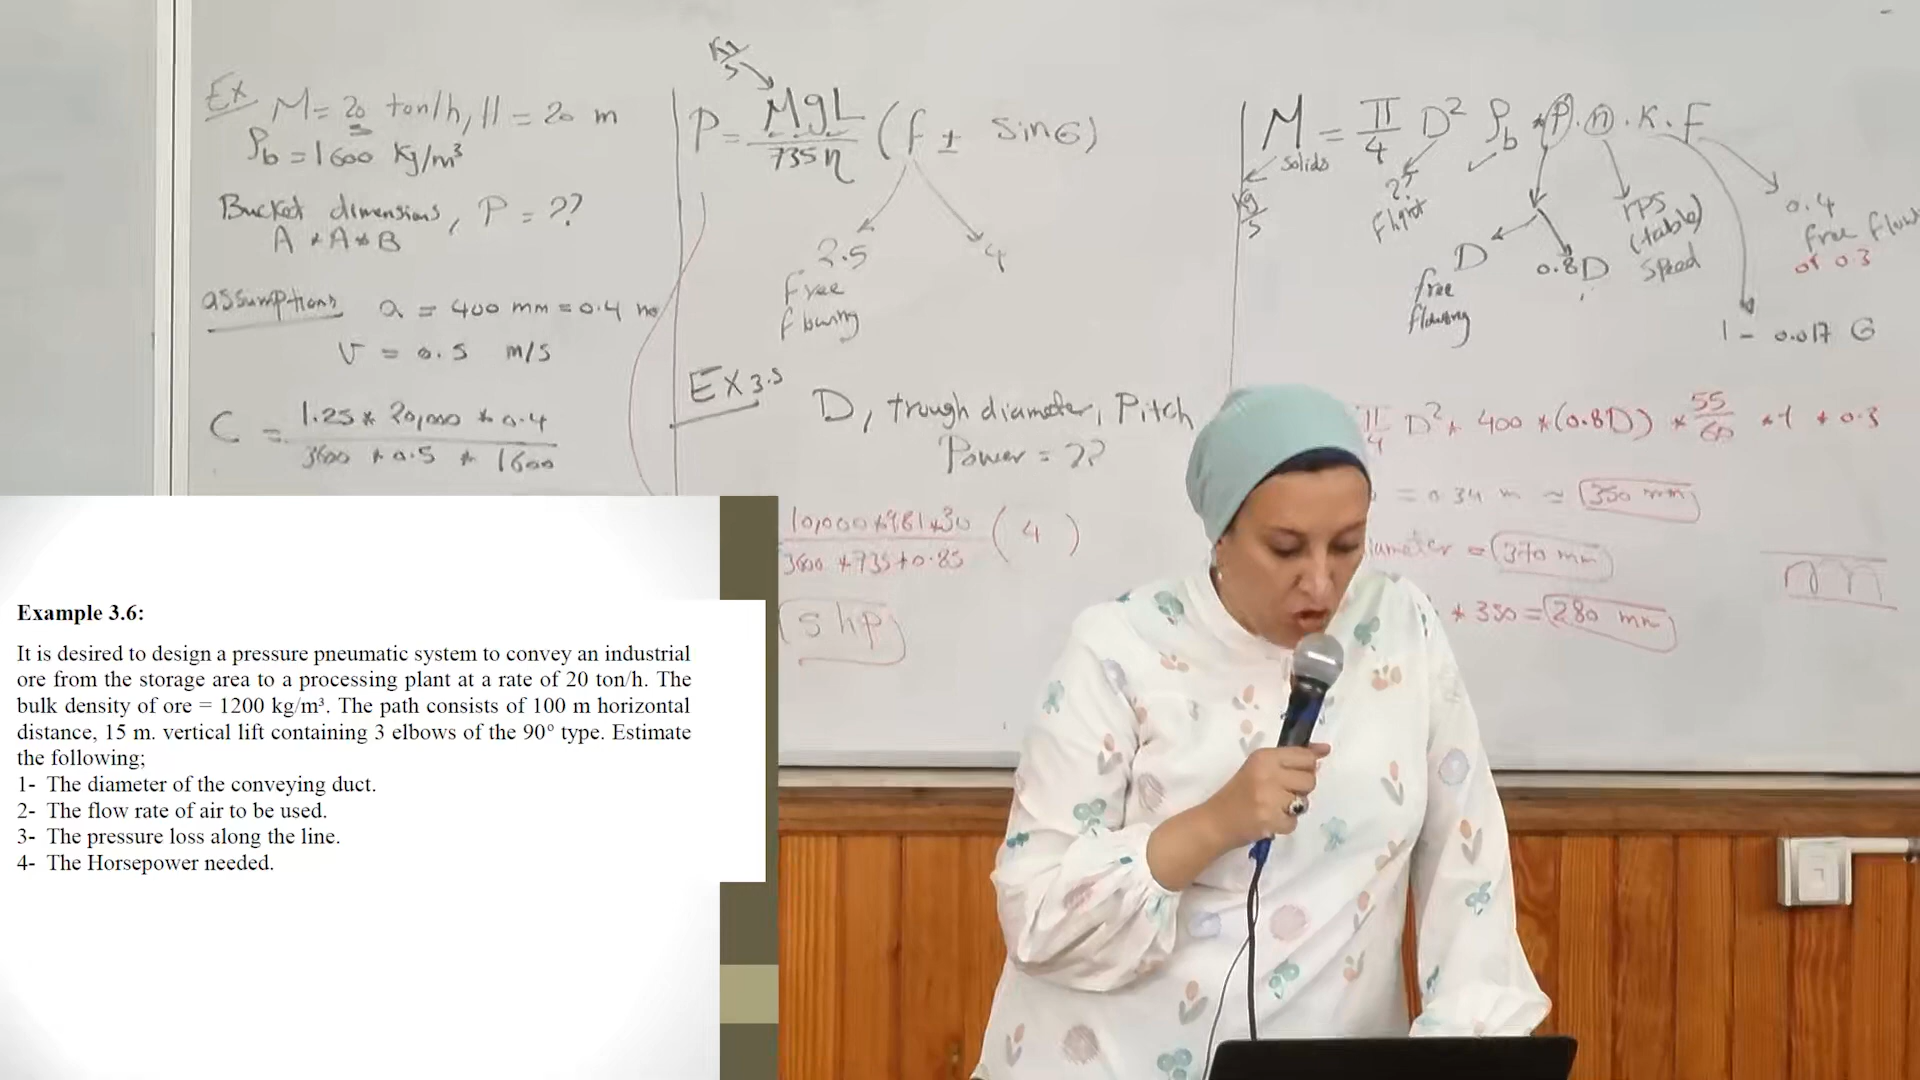 Ex M = 20 ton/h, H = 20 m
ρb = 1600 Kg/m³
Bucket dimensions, P = ??
A * A * B
assumptions a = 400 mm = 0.4 m
V = 0.5 m/s
C = 1.25 * 20,000 * 0.4
3600 * 0.5 * 1600
Kg/s
P = MgL / 735η (f ± sinθ)
2.5
free
flowing
4
EX 3.5
D, trough diameter, Pitch
Power = ??
10,000 * 9.81 * 30 ( 4 )
3600 * 735 * 0.85
5 hp
M = π/4 D² ρb * P . n . K . F
solids
kg/s
??
flight
D
free
flowing
0.8D
rps
(table)
speed
0.4
free
or 0.3
1 - 0.017 θ
π/4 D² * 400 * (0.8D) * 55/60 * 1 * 0.3
= 0.34 m ≈ 350 mm
= 370 mm
* 350 = 280 mm
Example 3.6:
It is desired to design a pressure pneumatic system to convey an industrial
ore from the storage area to a processing plant at a rate of 20 ton/h. The
bulk density of ore = 1200 kg/m³. The path consists of 100 m horizontal
distance, 15 m. vertical lift containing 3 elbows of the 90° type. Estimate
the following;
1- The diameter of the conveying duct.
2- The flow rate of air to be used.
3- The pressure loss along the line.
4- The Horsepower needed.